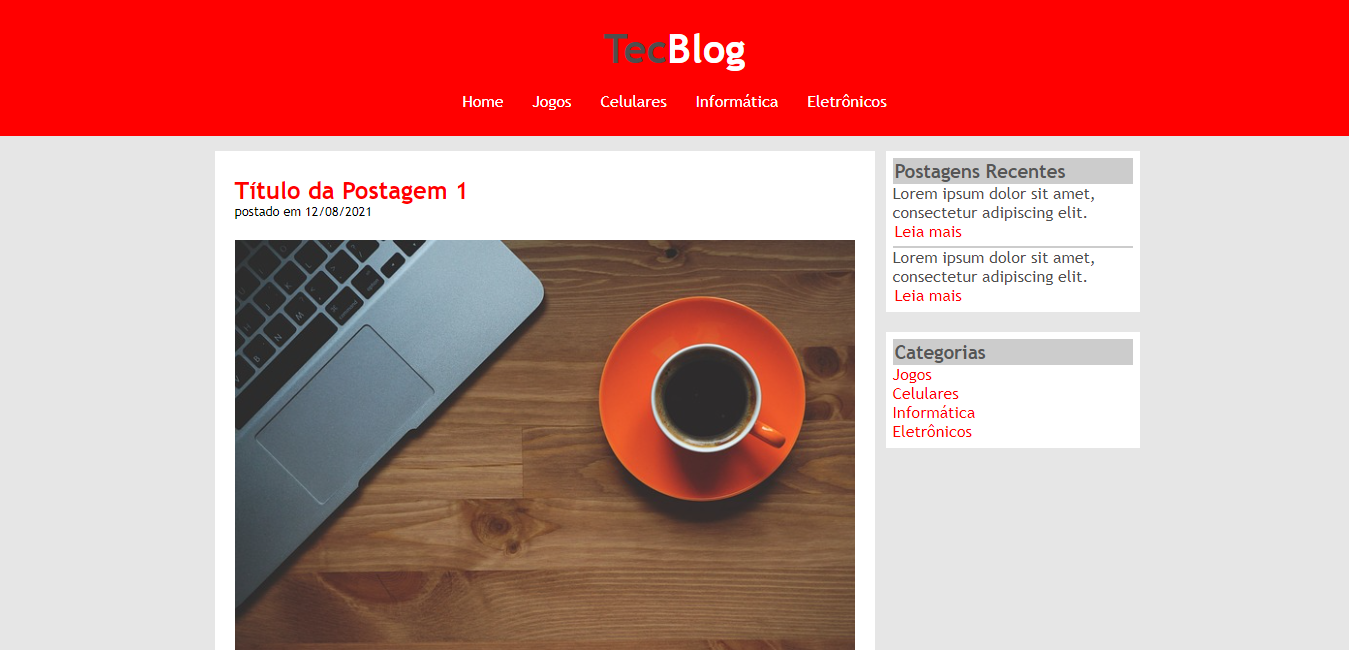 TecBlog
Home Jogos Celulares Informática Eletrônicos
Título da Postagem 1
postado em 12/08/2021
Postagens Recentes
Lorem ipsum dolor sit amet,
consectetur adipiscing elit.
Leia mais
Lorem ipsum dolor sit amet,
consectetur adipiscing elit.
Leia mais
Categorias
Jogos
Celulares
Informática
Eletrônicos